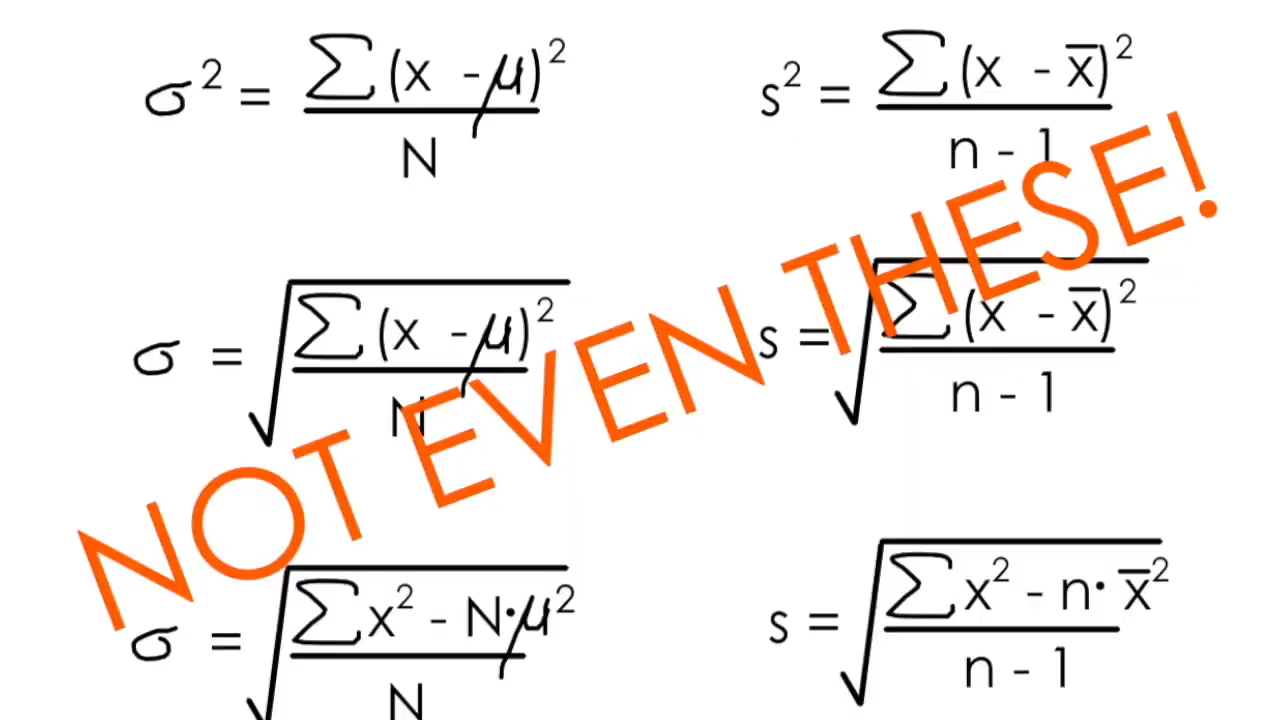 σ² = ∑(x - μ)² / N
s² = ∑(x - x̅)² / n - 1
σ = √(∑(x - μ)² / N)
s = √(∑(x - x̅)² / n - 1)
NOT EVEN THESE!
σ = √(∑x² - N·μ² / N)
s = √(∑x² - n·x̅² / n - 1)